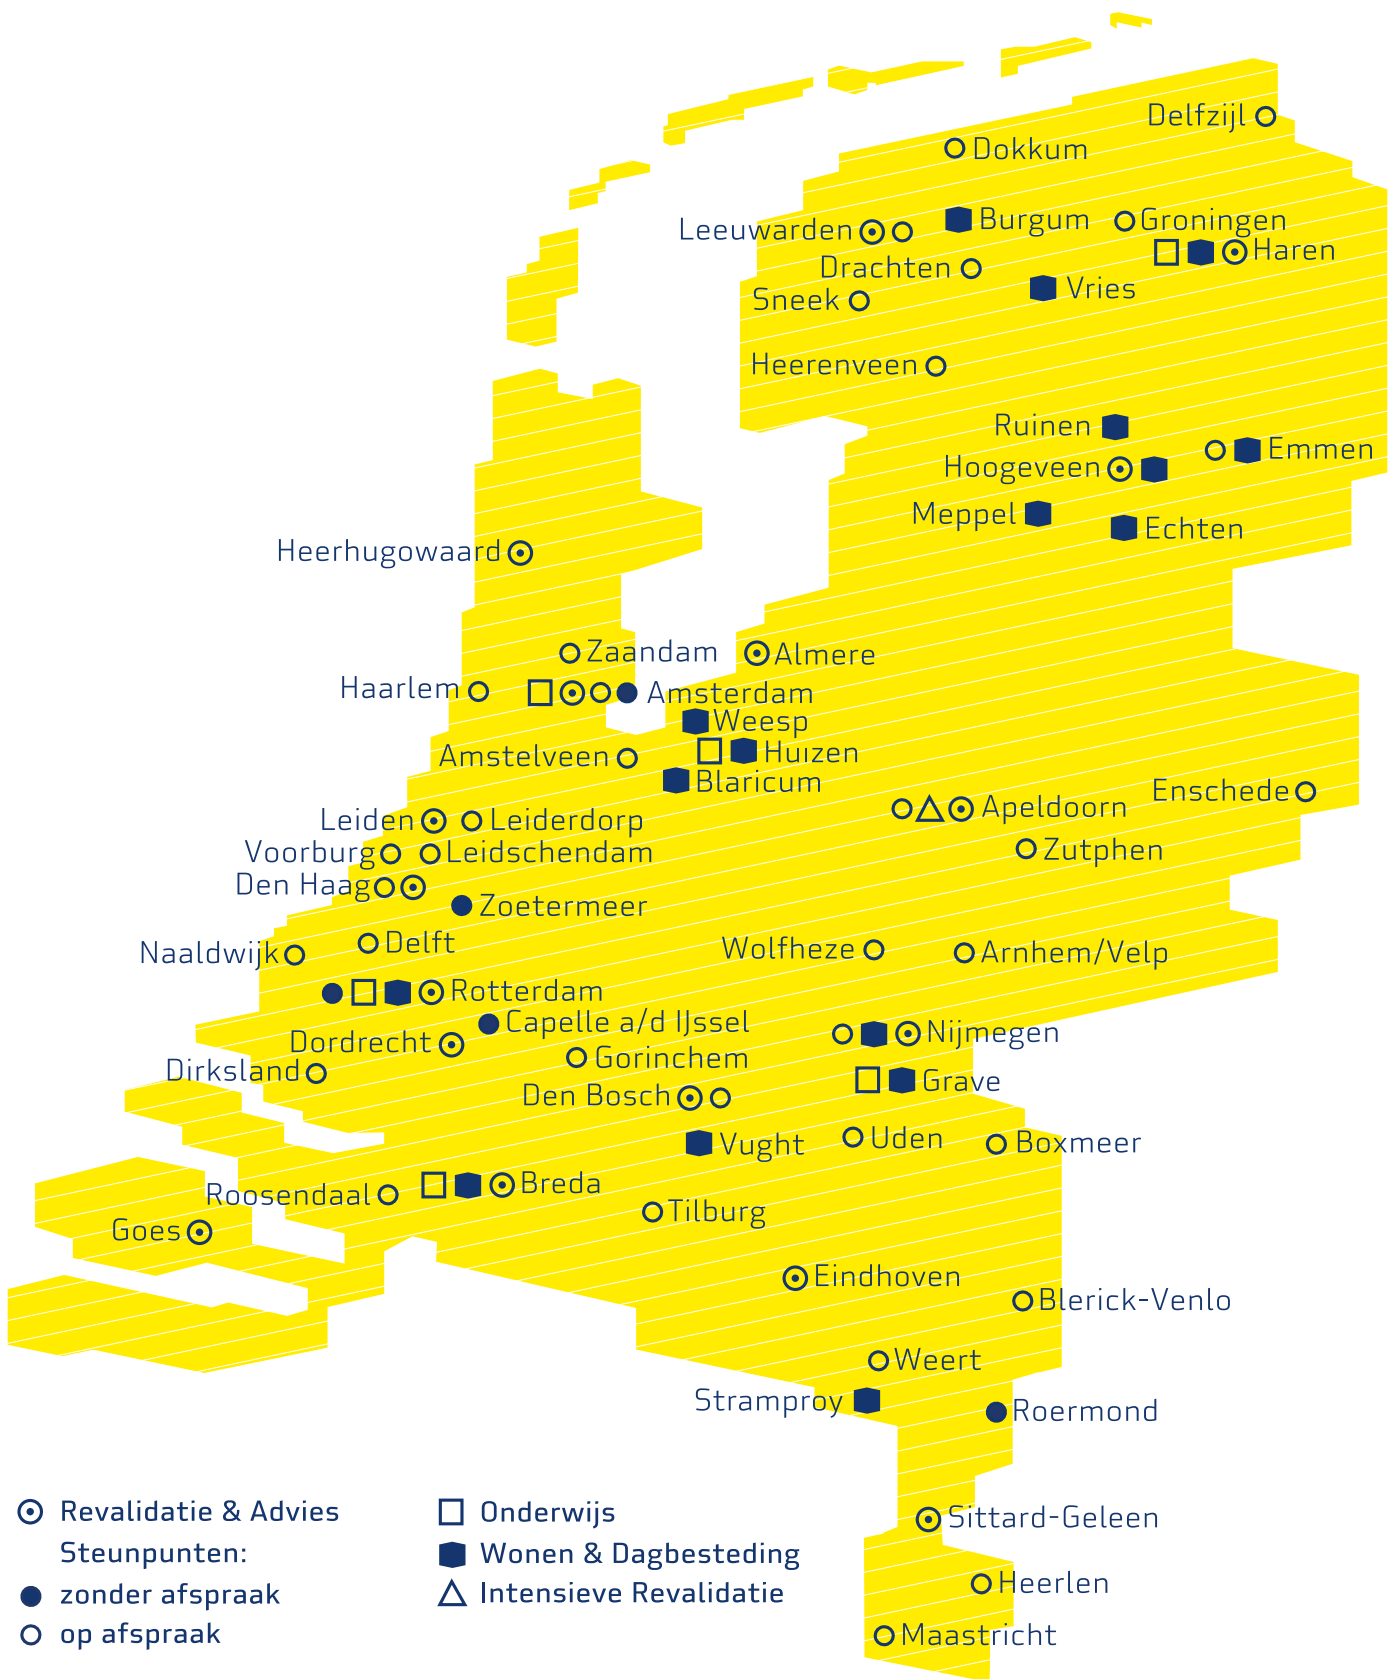 Delfzijl
Dokkum
Burgum
Groningen
Leeuwarden
Haren
Drachten
Vries
Sneek
Heerenveen
Ruinen
Emmen
Hoogeveen
Meppel
Echten
Heerhugowaard
Zaandam
Almere
Haarlem
Amsterdam
Weesp
Huizen
Amstelveen
Blaricum
Enschede
Apeldoorn
Leiden
Leiderdorp
Zutphen
Voorburg
Leidschendam
Den Haag
Zoetermeer
Delft
Naaldwijk
Wolfheze
Arnhem/Velp
Rotterdam
Capelle a/d IJssel
Dordrecht
Nijmegen
Gorinchem
Dirksland
Grave
Den Bosch
Uden
Vught
Boxmeer
Breda
Roosendaal
Tilburg
Goes
Eindhoven
Blerick-Venlo
Weert
Stramproy
Roermond
Sittard-Geleen
Heerlen
Maastricht
Revalidatie & Advies
Steunpunten:
zonder afspraak
op afspraak
Onderwijs
Wonen & Dagbesteding
Intensieve Revalidatie